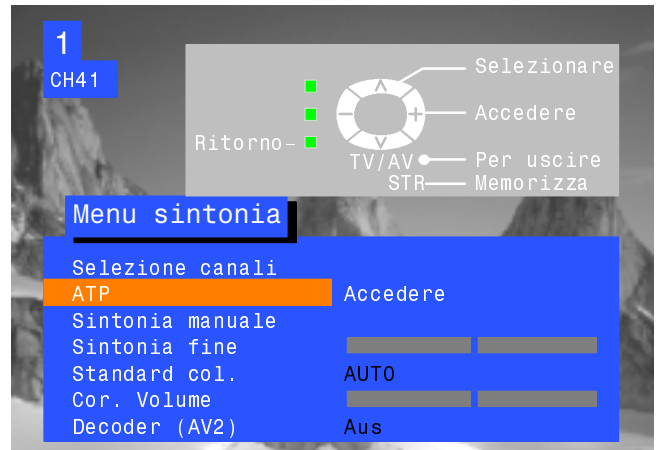 1
CH41
Selezionare
Accedere
Ritorno
TV/AV Per uscire
STR Memorizza
Menu sintonia
Selezione canali
ATP Accedere
Sintonia manuale
Sintonia fine
Standard col. AUTO
Cor. Volume
Decoder (AV2) Aus